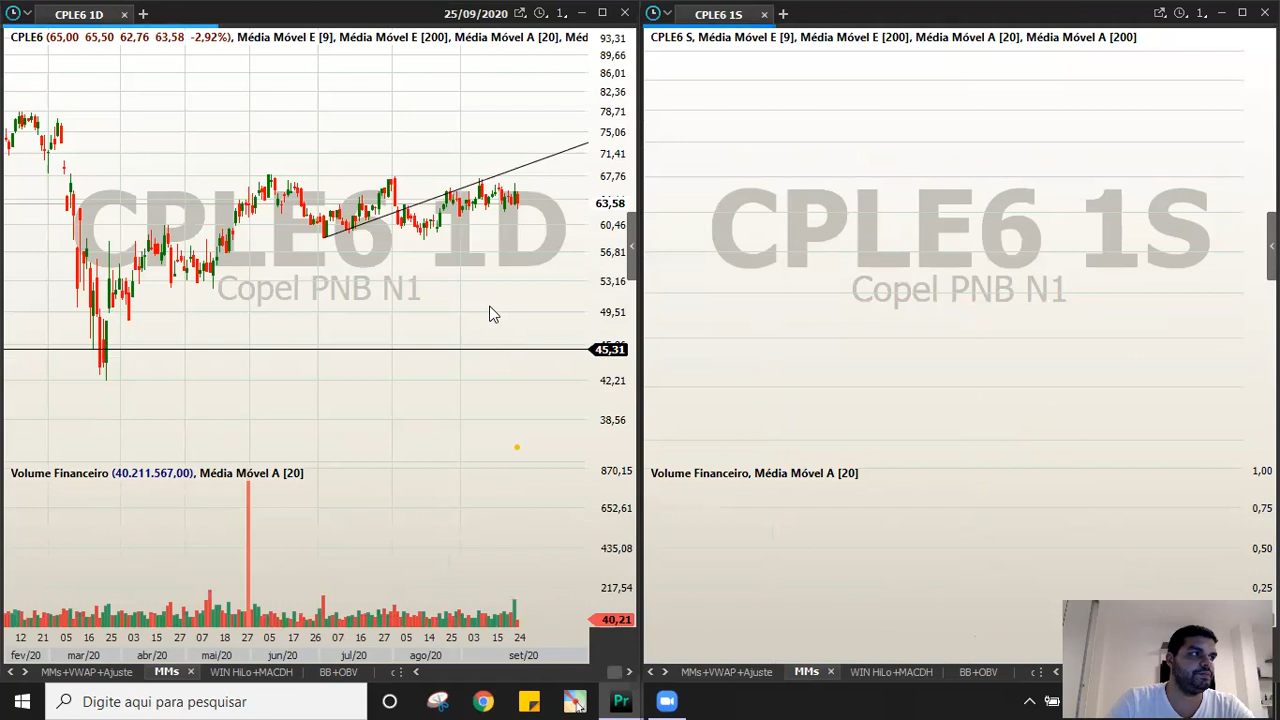 CPLE6 1D
25/09/2020
1
CPLE6 1S
1
CPLE6 (65,00 65,50 62,76 63,58 -2,92%), Média Móvel E [9], Média Móvel E [200], Média Móvel A [20], Méd
93,31
89,66
86,01
82,36
78,71
75,06
71,41
67,76
63,58
60,46
56,81
53,16
49,51
45,31
42,21
38,56
CPLE6 1D
Copel PNB N1
Volume Financeiro (40.211.567,00), Média Móvel A [20]
870,15
652,61
435,08
217,54
40,21
12 21 05 16 27 03 15 27 07 18 27 05 17 26 07 16 27 05 14 25 03 15 24
fev/20 mar/20 abr/20 mai/20 jun/20 jul/20 ago/20 set/20
MMs+VWAP+Ajuste MMs WIN HiLo+MACDH BB+OBV
CPLE6 S, Média Móvel E [9], Média Móvel E [200], Média Móvel A [20], Média Móvel A [200]
CPLE6 1S
Copel PNB N1
Volume Financeiro, Média Móvel A [20]
1,00
0,75
0,50
0,25
MMs+VWAP+Ajuste MMs WIN HiLo+MACDH BB+OBV
Digite aqui para pesquisar
Pr